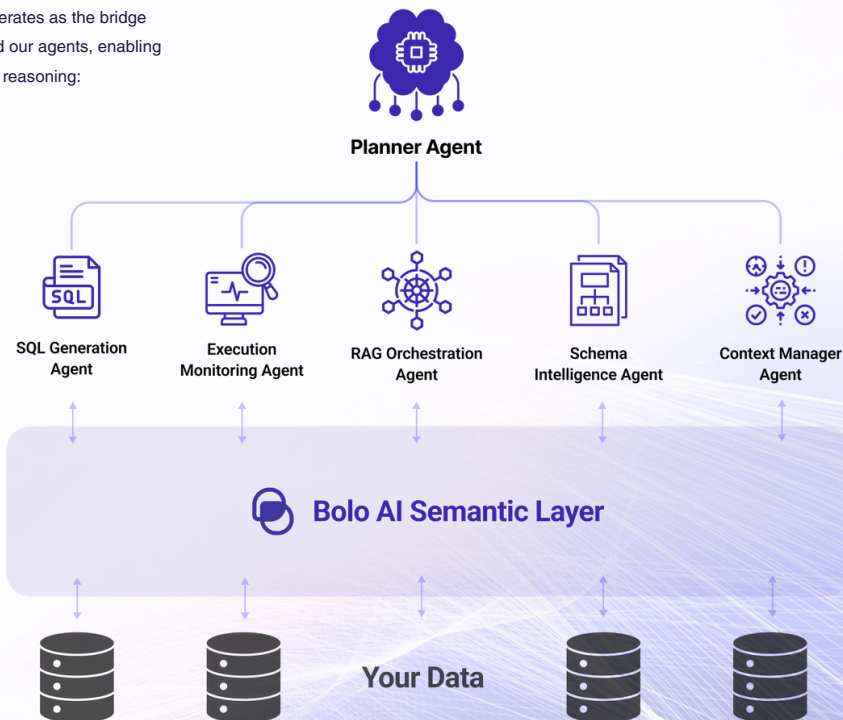 erates as the bridge
our agents, enabling
reasoning:
Planner Agent
SQL
SQL Generation
Agent
Execution
Monitoring Agent
RAG Orchestration
Agent
Schema
Intelligence Agent
Context Manager
Agent
Bolo AI Semantic Layer
Your Data